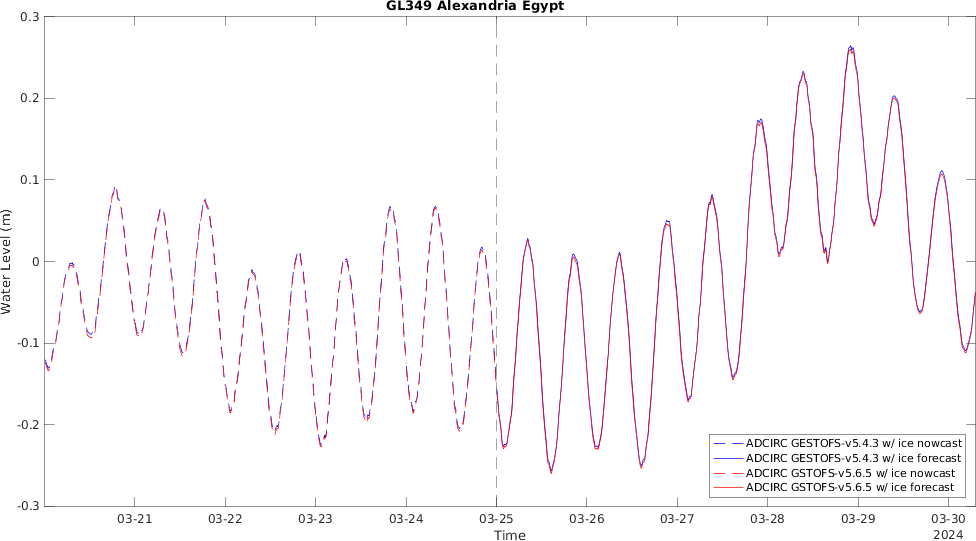 GL349 Alexandria Egypt
0.3
0.2
0.1
0
-0.1
-0.2
-0.3
Water Level (m)
03-21 03-22 03-23 03-24 03-25 03-26 03-27 03-28 03-29 03-30
Time
2024
ADCIRC GESTOFS-v5.4.3 w/ ice nowcast
ADCIRC GESTOFS-v5.4.3 w/ ice forecast
ADCIRC GSTOFS-v5.6.5 w/ ice nowcast
ADCIRC GSTOFS-v5.6.5 w/ ice forecast